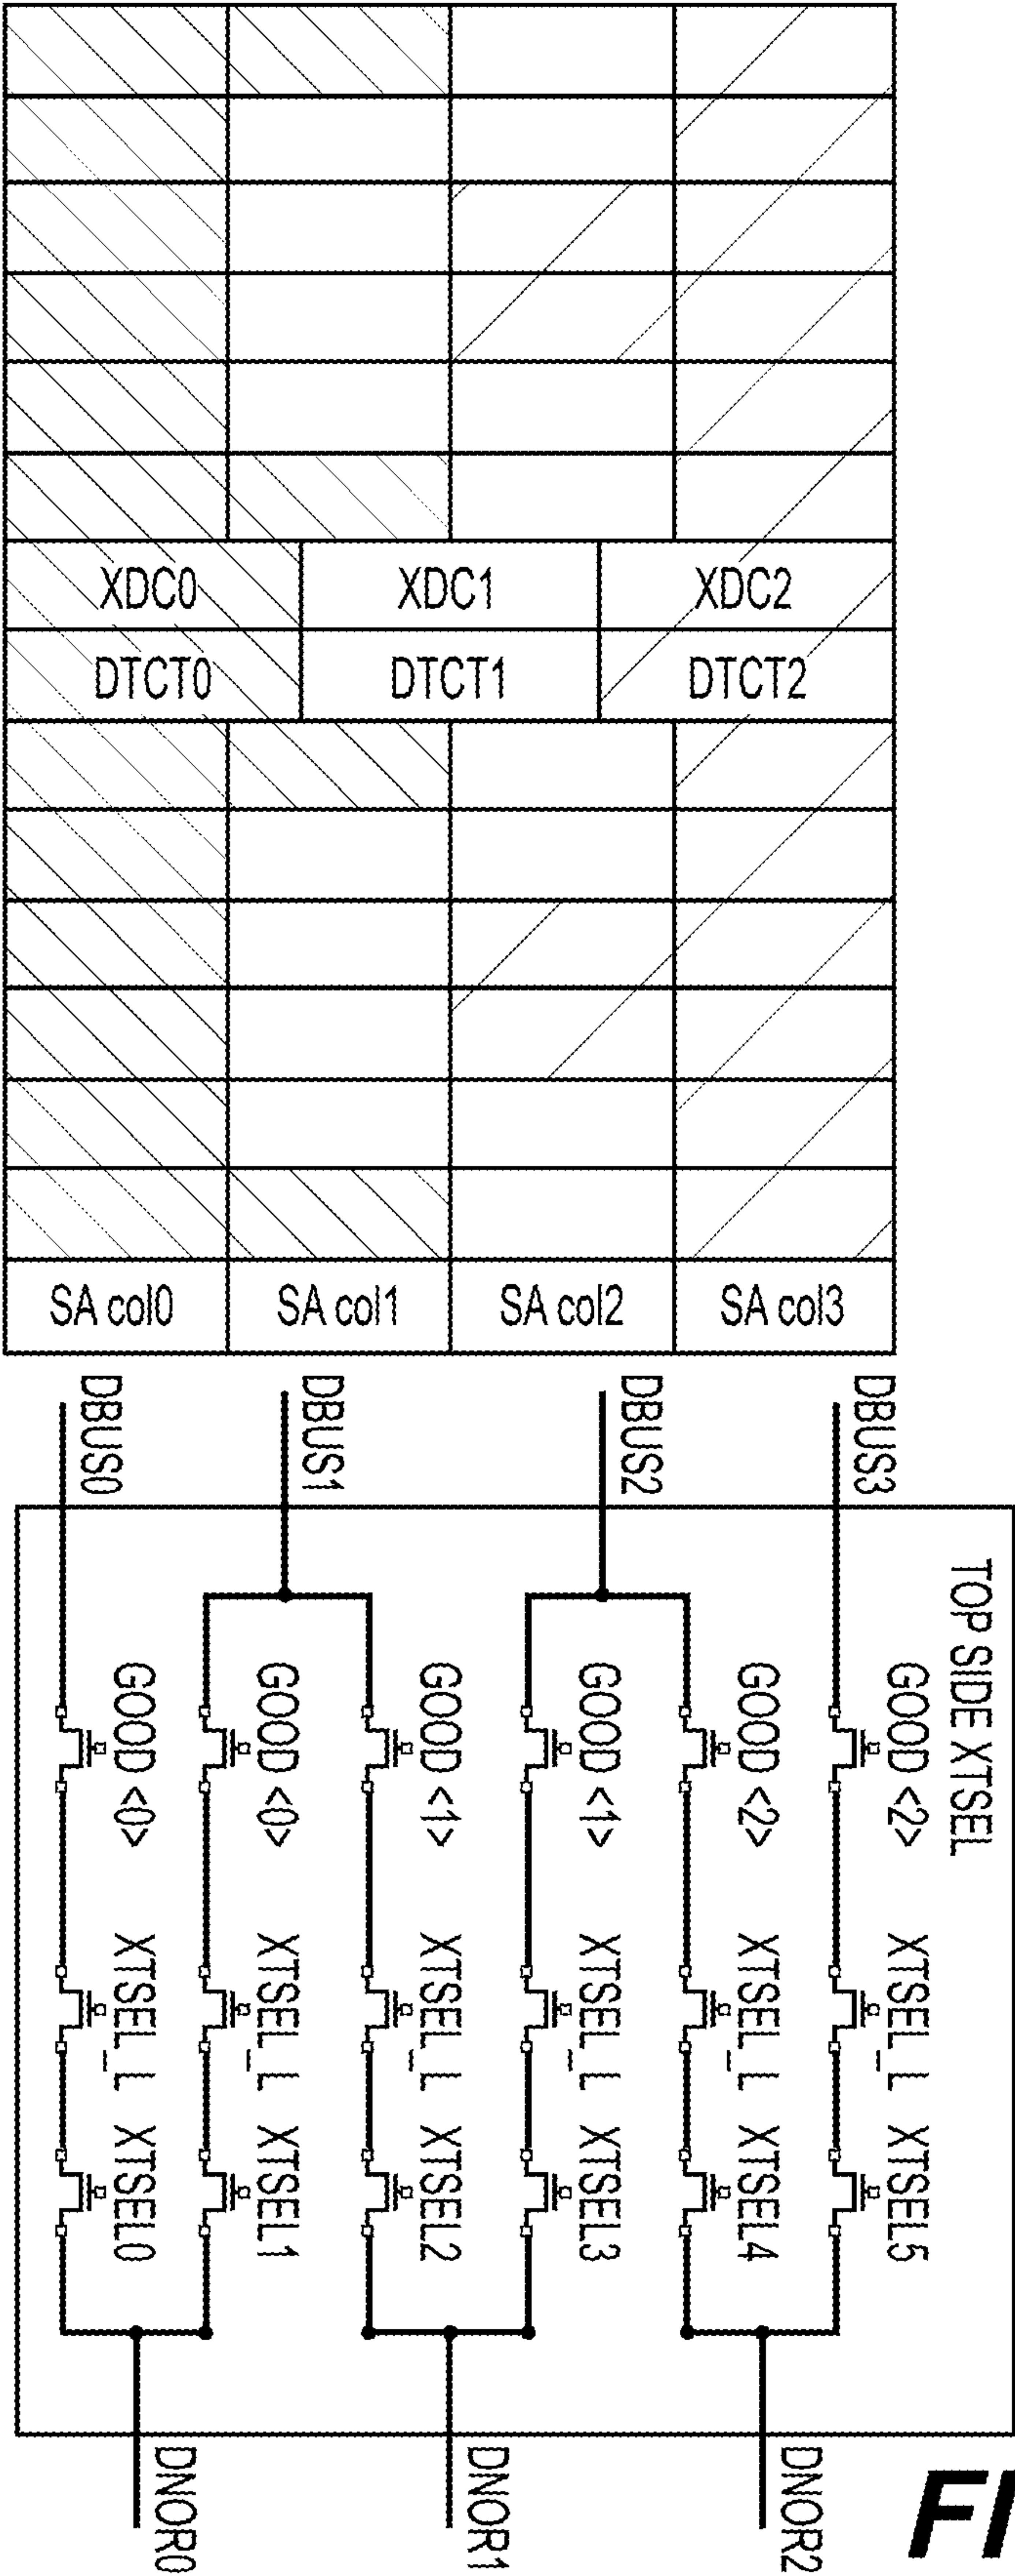 XDC0 XDC1 XDC2
DTCT0 DTCT1 DTCT2
SA col0 SA col1 SA col2 SA col3
DBUS3
DBUS2
DBUS1
DBUS0
TOP SIDE XTSEL
GOOD <2> XTSEL_L XTSEL5
GOOD <2> XTSEL_L XTSEL4
GOOD <1> XTSEL_L XTSEL3
GOOD <1> XTSEL_L XTSEL2
GOOD <0> XTSEL_L XTSEL1
GOOD <0> XTSEL_L XTSEL0
DNOR2
DNOR1
DNOR0